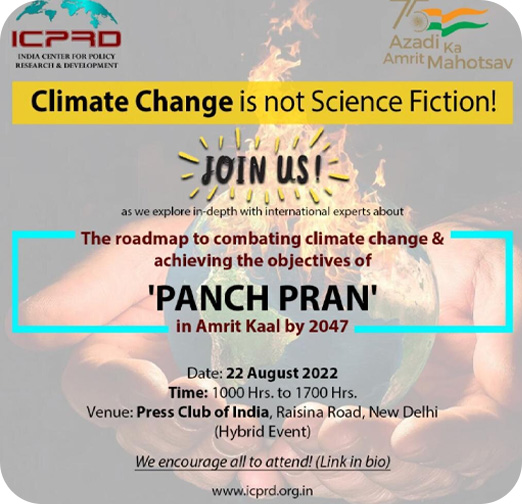 ICPRD
INDIA CENTER FOR POLICY
RESEARCH & DEVELOPMENT
75
Azadi Ka
Amrit Mahotsav
Climate Change is not Science Fiction!
JOIN US!
as we explore in-depth with international experts about
The roadmap to combating climate change &
achieving the objectives of
'PANCH PRAN'
in Amrit Kaal by 2047
Date: 22 August 2022
Time: 1000 Hrs. to 1700 Hrs.
Venue: Press Club of India, Raisina Road, New Delhi
(Hybrid Event)
We encourage all to attend! (Link in bio)
www.icprd.org.in